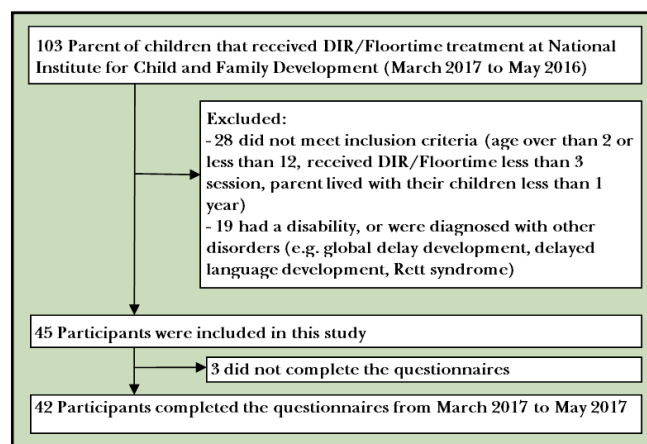 103 Parent of children that received DIR/Floortime treatment at National
Institute for Child and Family Development (March 2017 to May 2016)
Excluded:
- 28 did not meet inclusion criteria (age over than 2 or
less than 12, received DIR/Floortime less than 3
session, parent lived with their children less than 1
year)
- 19 had a disability, or were diagnosed with other
disorders (e.g. global delay development, delayed
language development, Rett syndrome)
45 Participants were included in this study
3 did not complete the questionnaires
42 Participants completed the questionnaires from March 2017 to May 2017